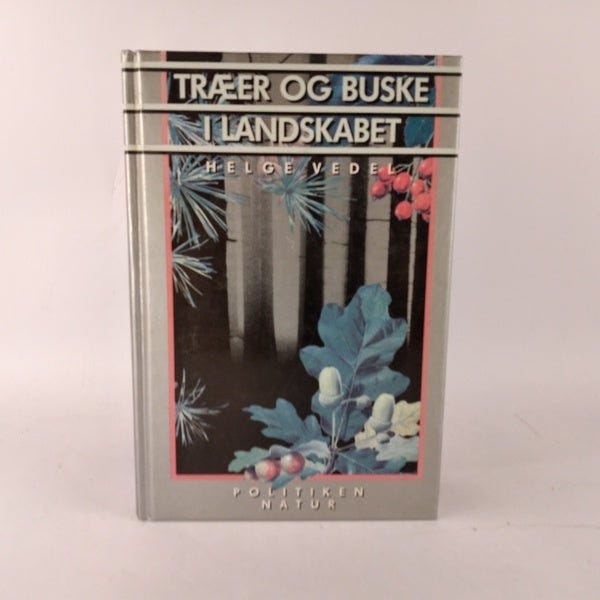 TRÆER OG BUSKE
I LANDSKABET
HELGE VEDEL
POLITIKEN
NATUR